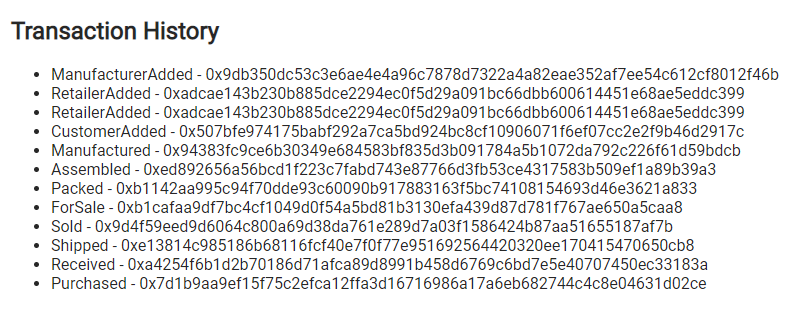 Transaction History
• ManufacturerAdded - 0x9db350dc53c3e6ae4e4a96c7878d7322a4a82eae352af7ee54c612cf8012f46b
• RetailerAdded - 0xadcae143b230b885dce2294ec0f5d29a091bc66dbb600614451e68ae5eddc399
• RetailerAdded - 0xadcae143b230b885dce2294ec0f5d29a091bc66dbb600614451e68ae5eddc399
• CustomerAdded - 0x507bfe974175babf292a7ca5bd924bc8cf10906071f6ef07cc2e2f9b46d2917c
• Manufactured - 0x94383fc9ce6b30349e684583bf835d3b091784a5b1072da792c226f61d59bdcb
• Assembled - 0xed892656a56bcd1f223c7fabd743e87766d3fb53ce4317583b509ef1a89b39a3
• Packed - 0xb1142aa995c94f70dde93c60090b917883163f5bc74108154693d46e3621a833
• ForSale - 0xb1cafaa9df7bc4cf1049d0f54a5bd81b3130efa439d87d781f767ae650a5caa8
• Sold - 0x9d4f59eed9d6064c800a69d38da761e289d7a03f1586424b87aa51655187af7b
• Shipped - 0xe13814c985186b68116fcf40e7f0f77e951692564420320ee170415470650cb8
• Received - 0xa4254f6b1d2b70186d71afca89d8991b458d6769c6bd7e5e40707450ec33183a
• Purchased - 0x7d1b9aa9ef15f75c2efca12ffa3d16716986a17a6eb682744c4c8e04631d02ce